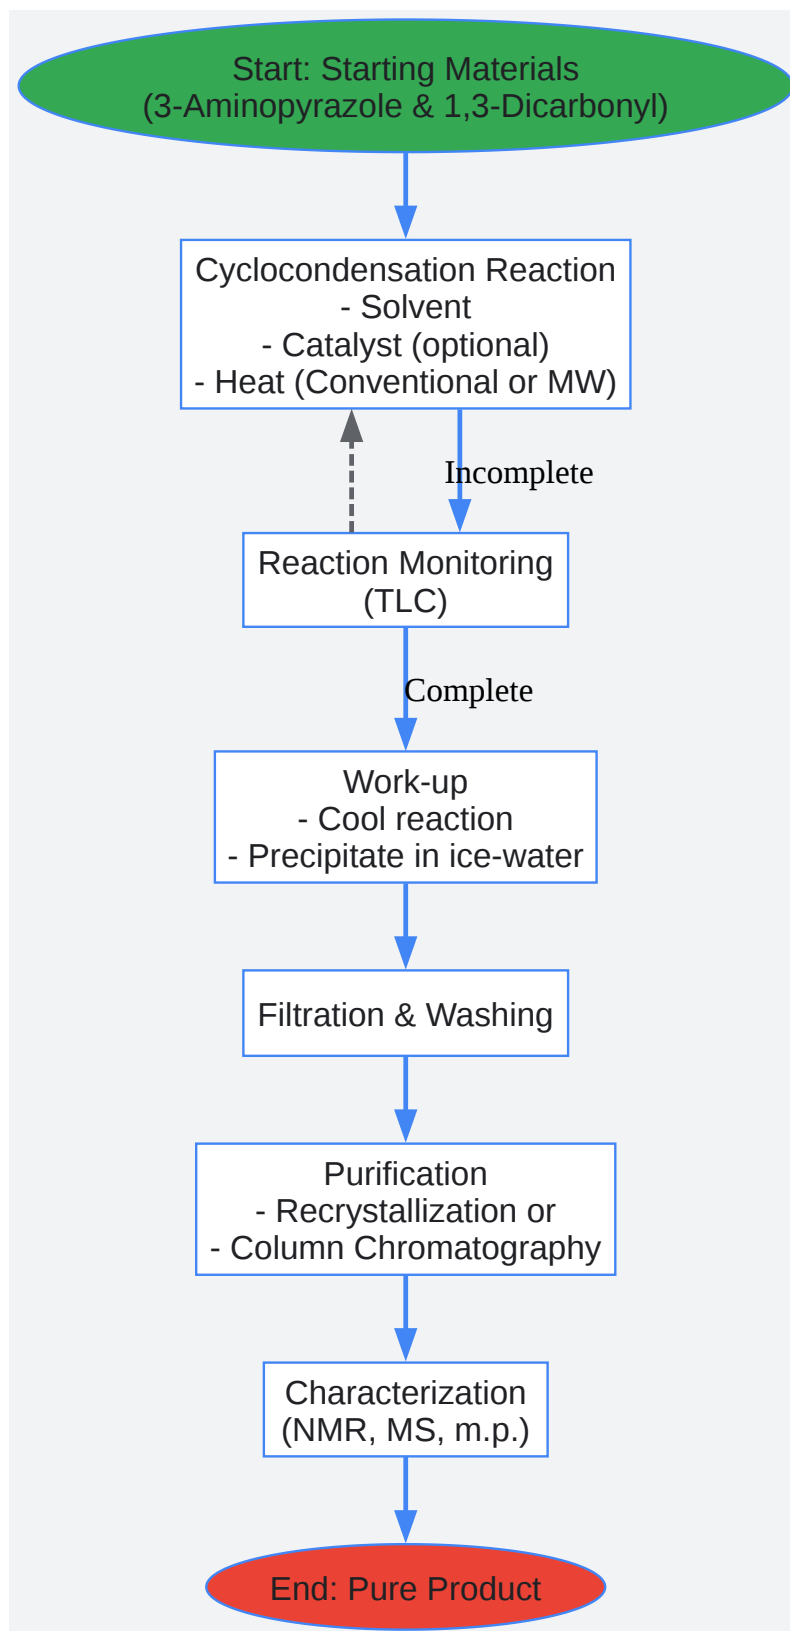 Start: Starting Materials
(3-Aminopyrazole & 1,3-Dicarbonyl)
Cyclocondensation Reaction
- Solvent
- Catalyst (optional)
- Heat (Conventional or MW)
Incomplete
Reaction Monitoring
(TLC)
Complete
Work-up
- Cool reaction
- Precipitate in ice-water
Filtration & Washing
Purification
- Recrystallization or
- Column Chromatography
Characterization
(NMR, MS, m.p.)
End: Pure Product